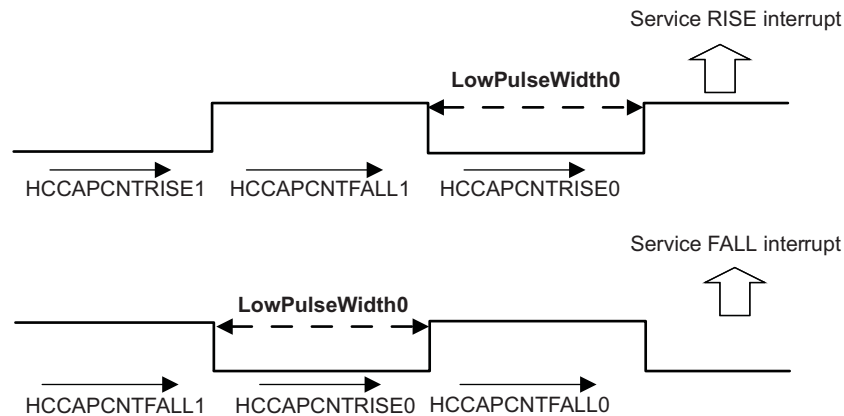 Service RISE interrupt
LowPulseWidth0
HCCAPCNTRISE1 HCCAPCNTFALL1 HCCAPCNTRISE0
Service FALL interrupt
LowPulseWidth0
HCCAPCNTFALL1 HCCAPCNTRISE0 HCCAPCNTFALL0